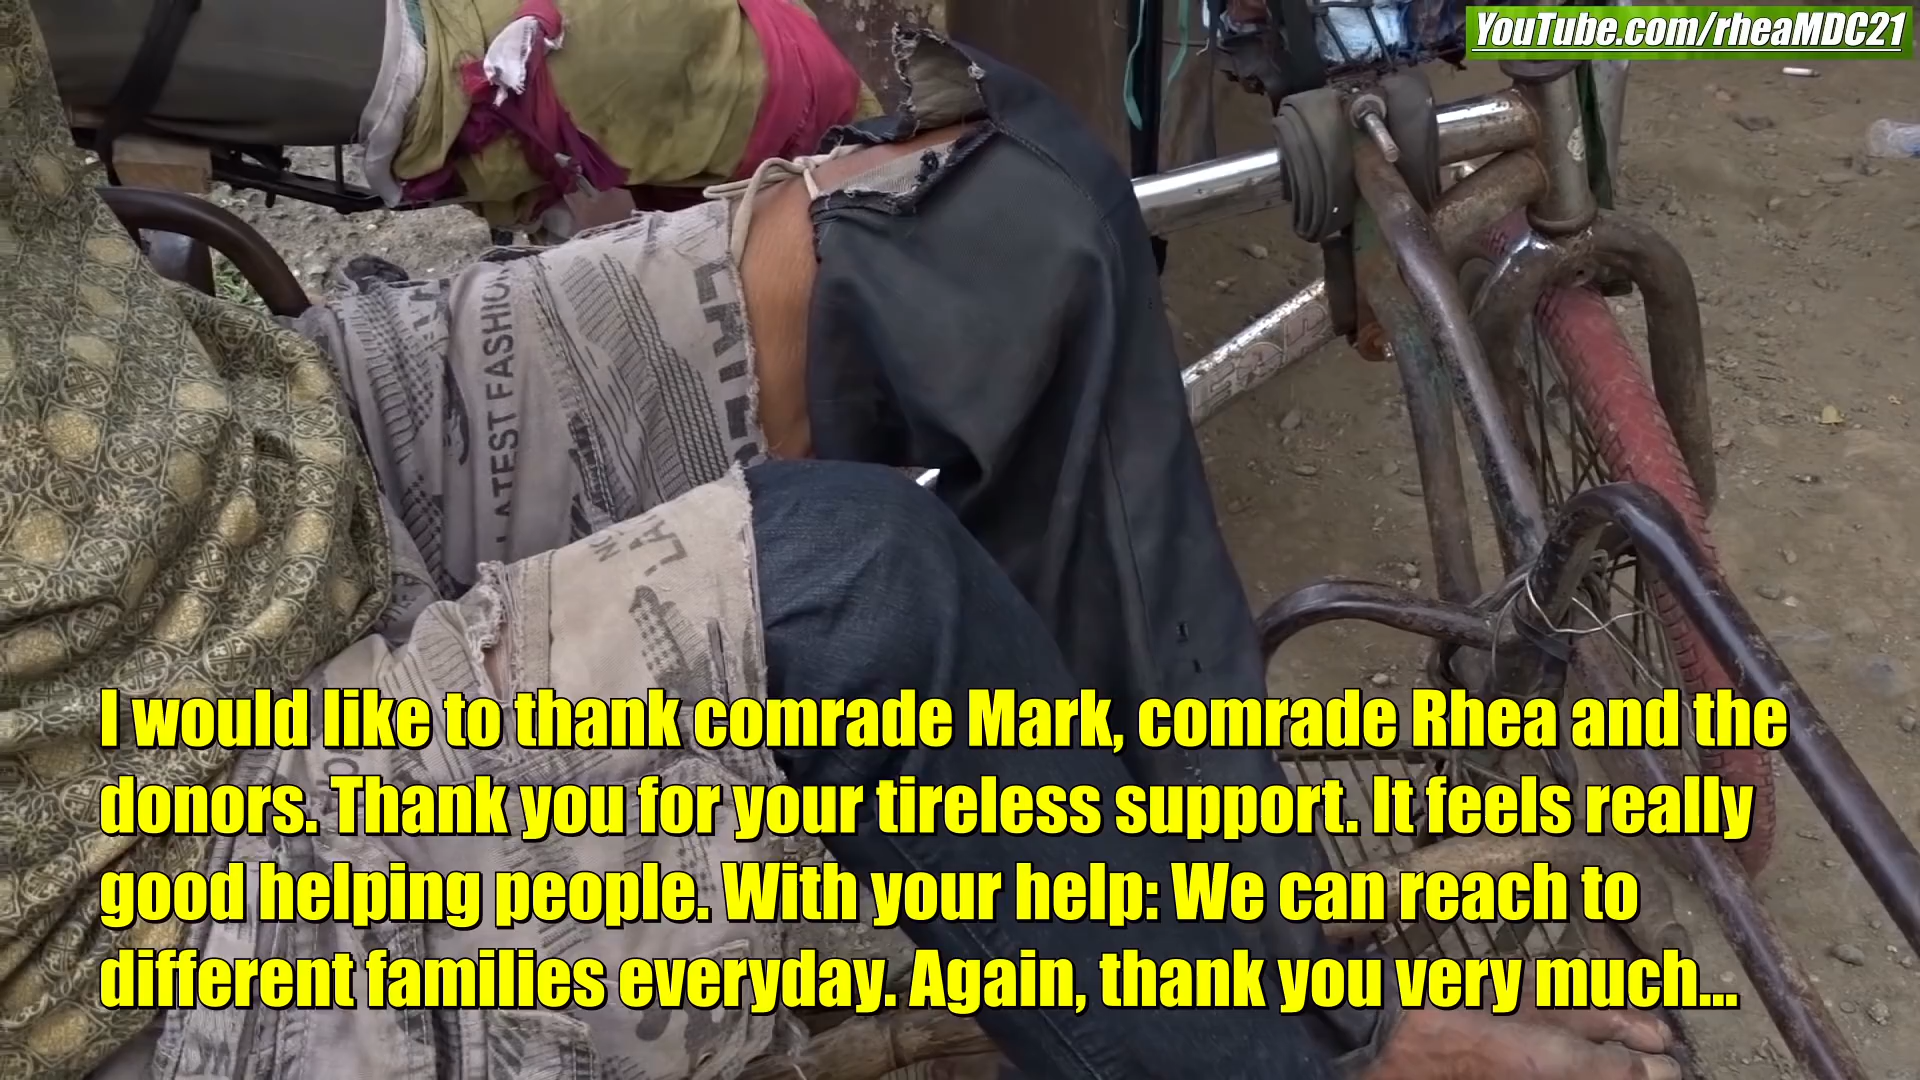 YouTube.com/rheaMDC21
LATEST FASHION
I would like to thank comrade Mark, comrade Rhea and the
donors. Thank you for your tireless support. It feels really
good helping people. With your help: We can reach to
different families everyday. Again, thank you very much...